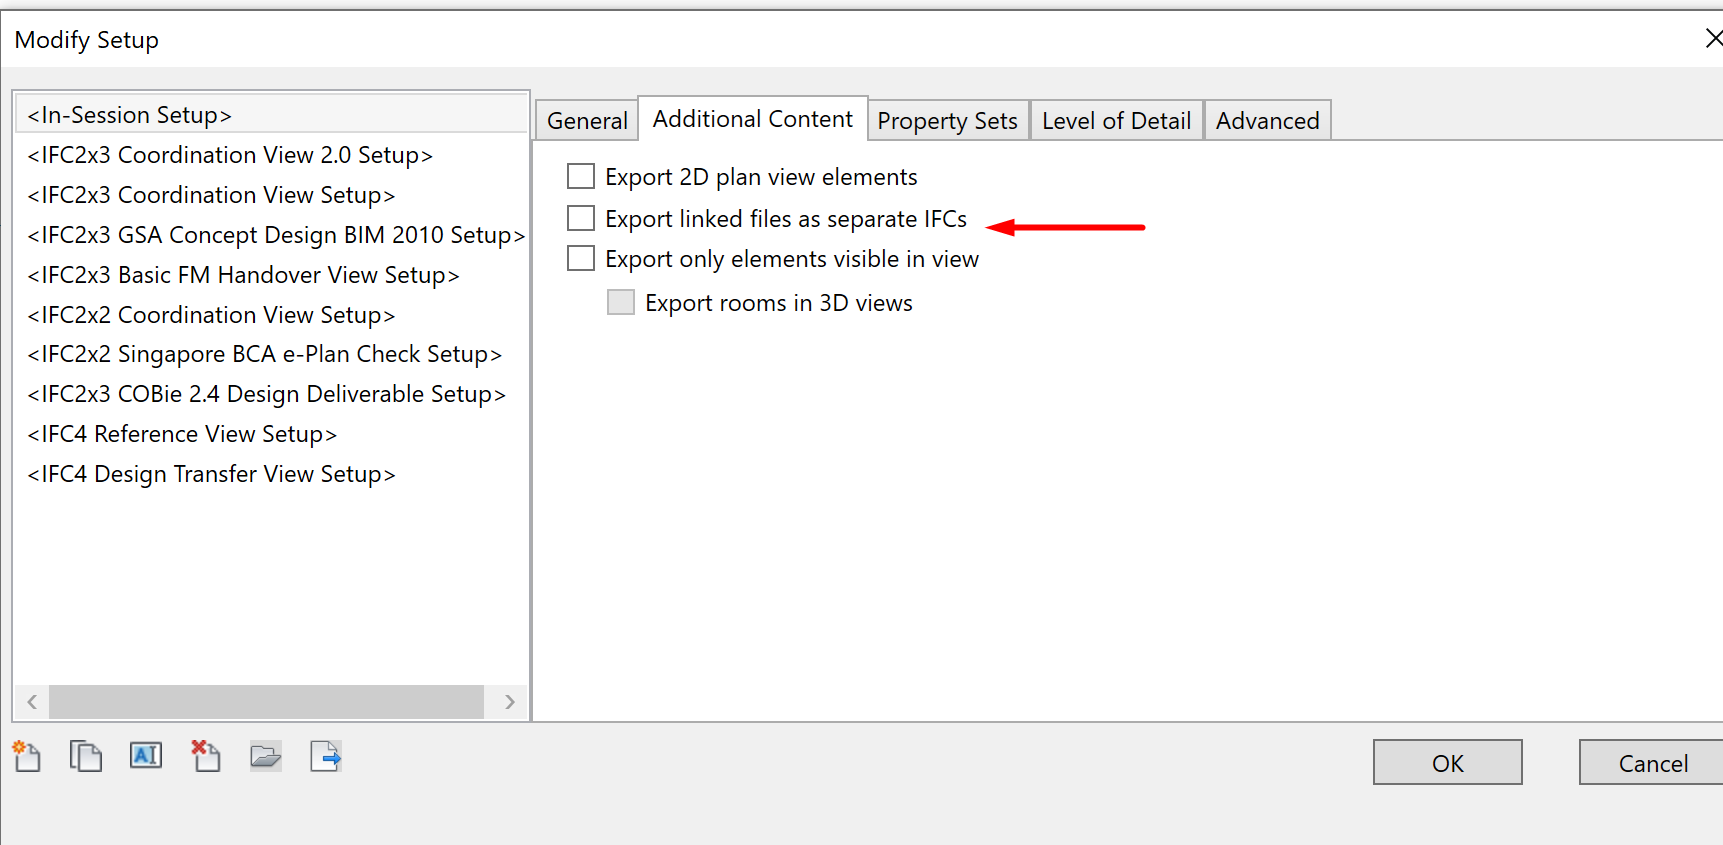 Modify Setup
<In-Session Setup>
<IFC2x3 Coordination View 2.0 Setup>
<IFC2x3 Coordination View Setup>
<IFC2x3 GSA Concept Design BIM 2010 Setup>
<IFC2x3 Basic FM Handover View Setup>
<IFC2x2 Coordination View Setup>
<IFC2x2 Singapore BCA e-Plan Check Setup>
<IFC2x3 COBie 2.4 Design Deliverable Setup>
<IFC4 Reference View Setup>
<IFC4 Design Transfer View Setup>
General Additional Content Property Sets Level of Detail Advanced
Export 2D plan view elements
Export linked files as separate IFCs
Export only elements visible in view
Export rooms in 3D views
AI
OK Cancel